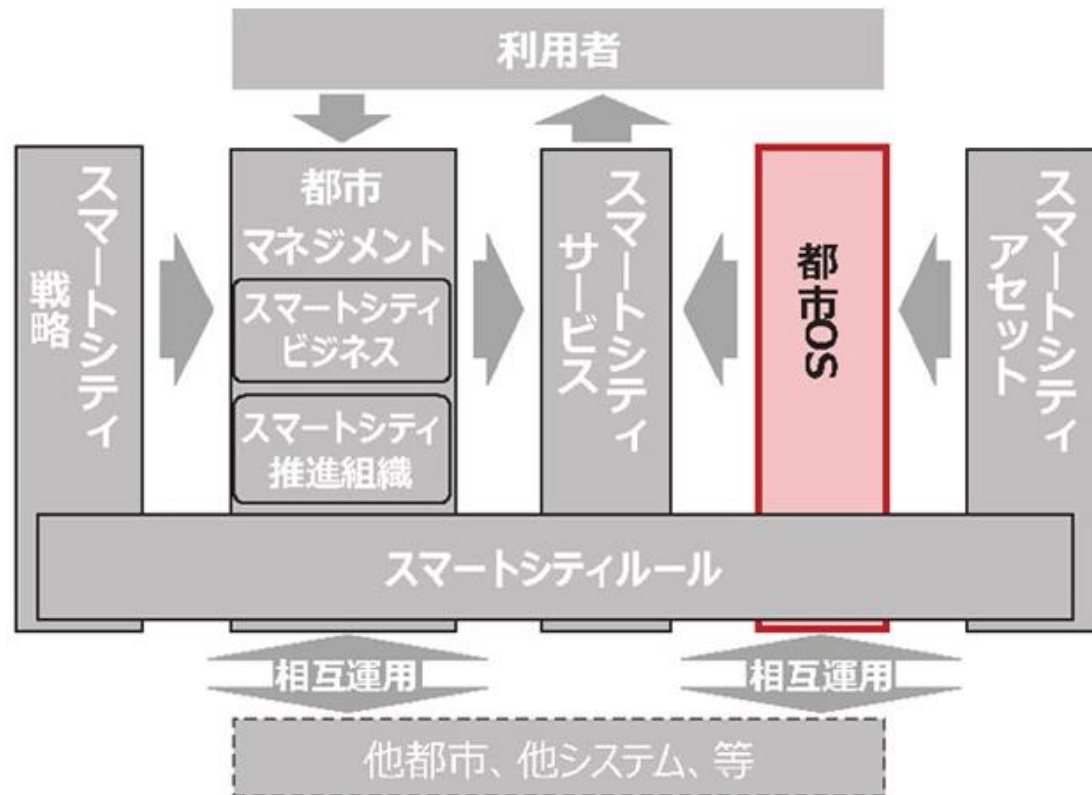 利用者
スマートシティ
戦略
都市
マネジメント
スマートシティ
ビジネス
スマートシティ
推進組織
スマートシティ
サービス
都市OS
スマートシティ
アセット
スマートシティルール
相互運用
相互運用
他都市、他システム、等